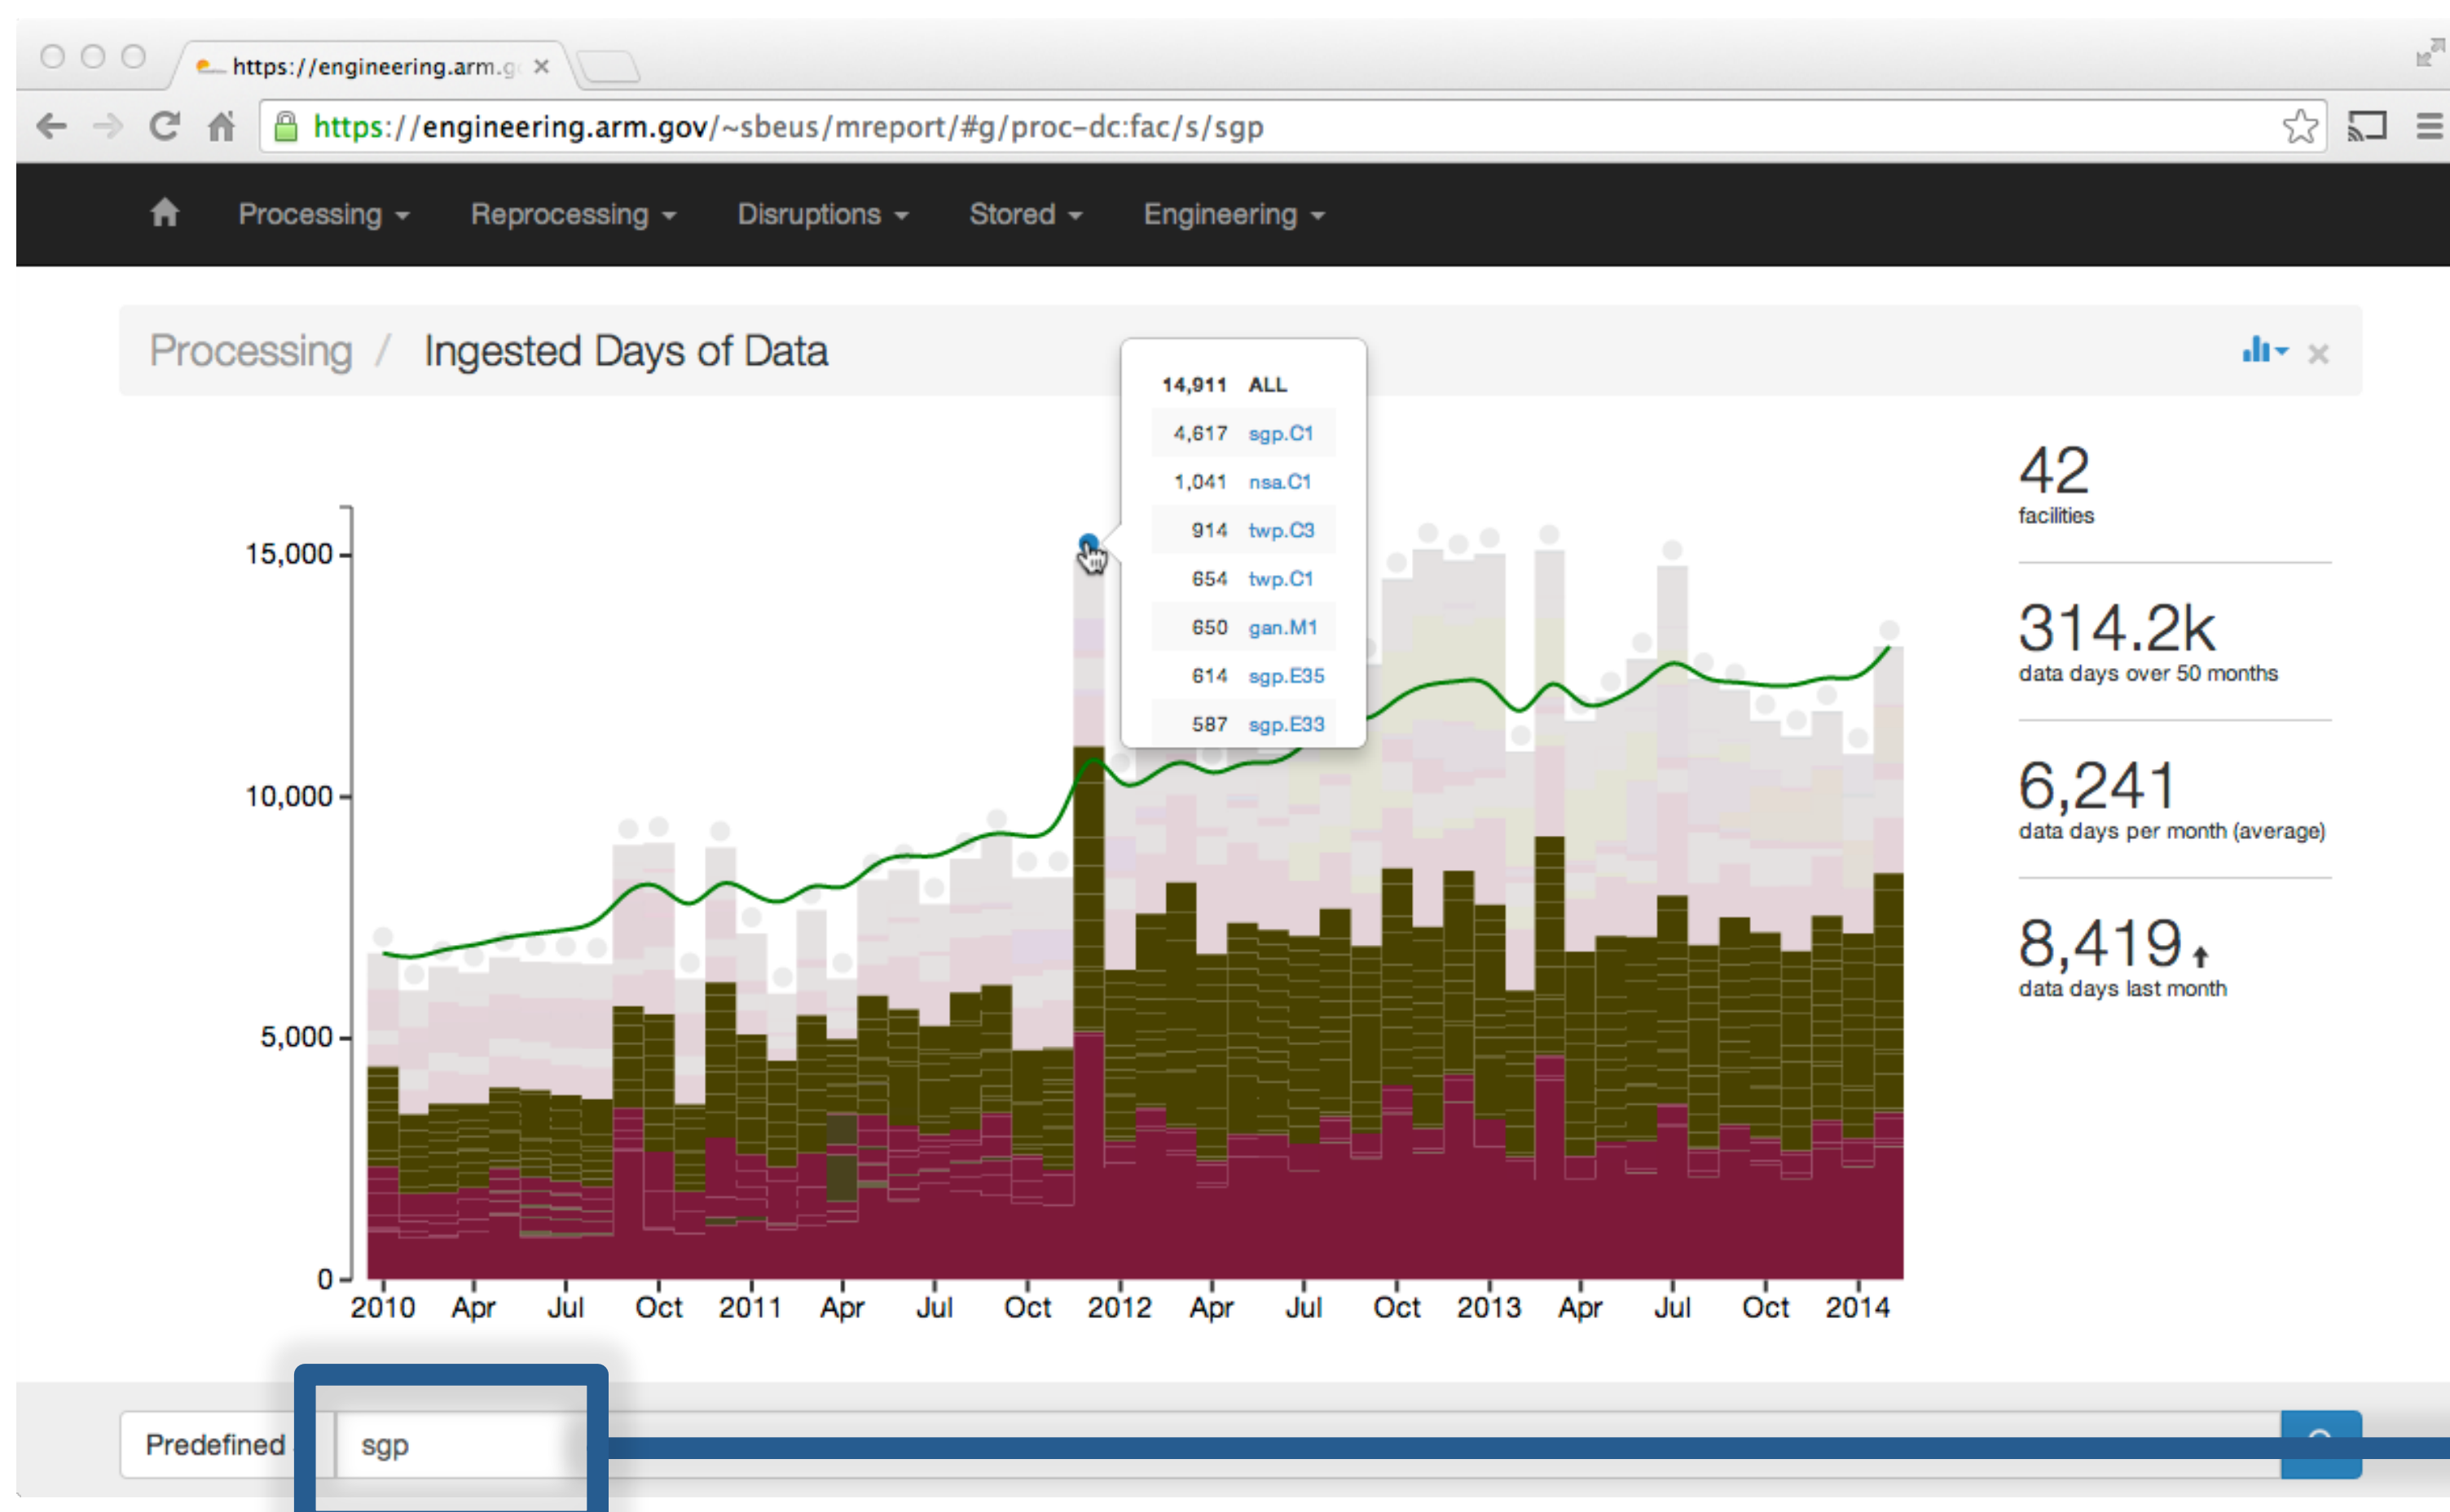 https://engineering.arm.g
https://engineering.arm.gov/~sbeus/mreport/#g/proc-dc:fac/s/sgp
Processing Reprocessing Disruptions Stored Engineering
Processing / Ingested Days of Data
14,911 ALL
4,617 sgp.C1
1,041 nsa.C1
914 twp.C3
654 twp.C1
650 gan.M1
614 sgp.E35
587 sgp.E33
42
facilities
314.2k
data days over 50 months
6,241
data days per month (average)
8,419
data days last month
15,000
10,000
5,000
0
2010 Apr Jul Oct 2011 Apr Jul Oct 2012 Apr Jul Oct 2013 Apr Jul Oct 2014
Predefined sgp